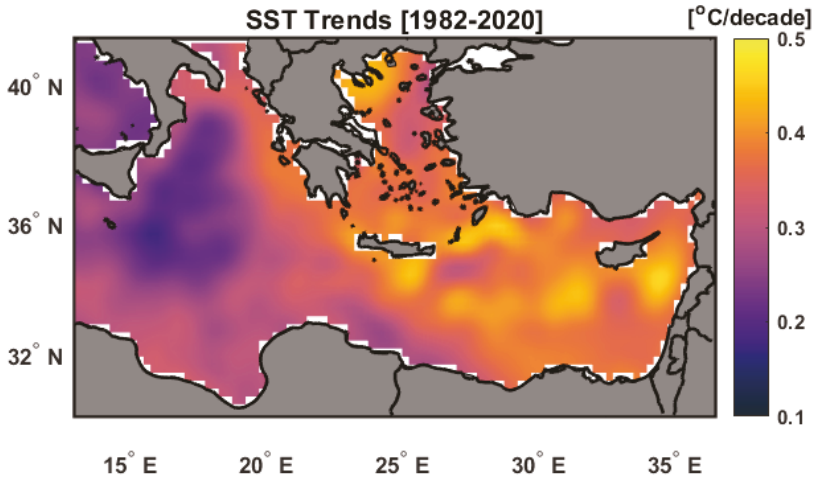 SST Trends [1982-2020]
[°C/decade]
40° N
36° N
32° N
15° E
20° E
25° E
30° E
35° E
0.5
0.4
0.3
0.2
0.1